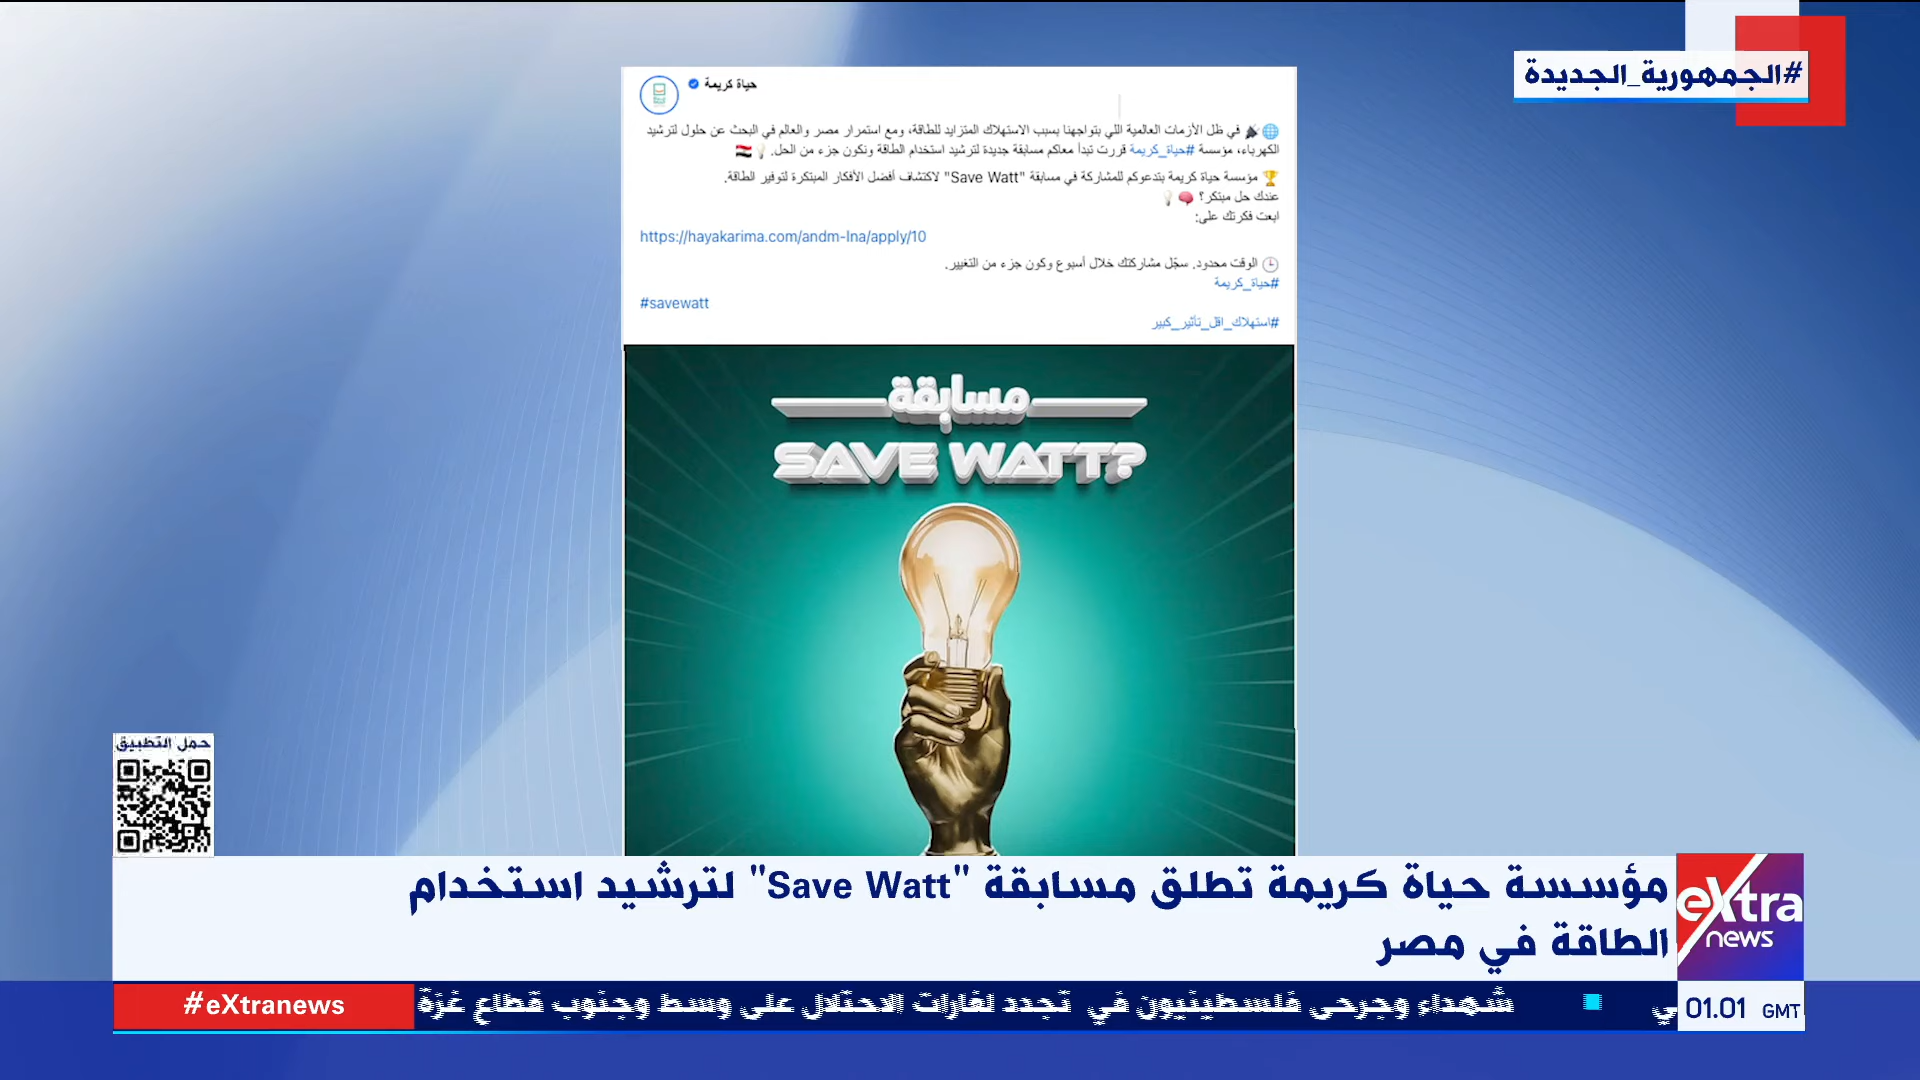 #الجمهورية_الجديدة
حياة كريمة
في ظل الأزمات العالمية اللي بتواجهنا بسبب الاستهلاك المتزايد للطاقة، ومع استمرار مصر والعالم في البحث عن حلول لترشيد
الكهرباء، مؤسسة #حياة_كريمة قررت تبدأ معاكم مسابقة جديدة لترشيد استخدام الطاقة ونكون جزء من الحل.
مؤسسة حياة كريمة بتدعوكم للمشاركة في مسابقة "Save Watt" لاكتشاف أفضل الأفكار المبتكرة لتوفير الطاقة.
عندك حل مبتكر؟
ابعت فكرتك على:
https://hayakarima.com/andm-lna/apply/10
الوقت محدود. سجّل مشاركتك خلال أسبوع وكون جزء من التغيير.
#حياة_كريمة
#savewatt
#استهلاك_اقل_تأثير_كبير
مسابقة
SAVE WATT?
حمل التطبيق
مؤسسة حياة كريمة تطلق مسابقة "Save Watt" لترشيد استخدام
الطاقة في مصر
eXtra
news
#eXtranews
شهداء وجرحى فلسطينيون في تجدد لغارات الاحتلال على وسط وجنوب قطاع غزة
01.01 GMT